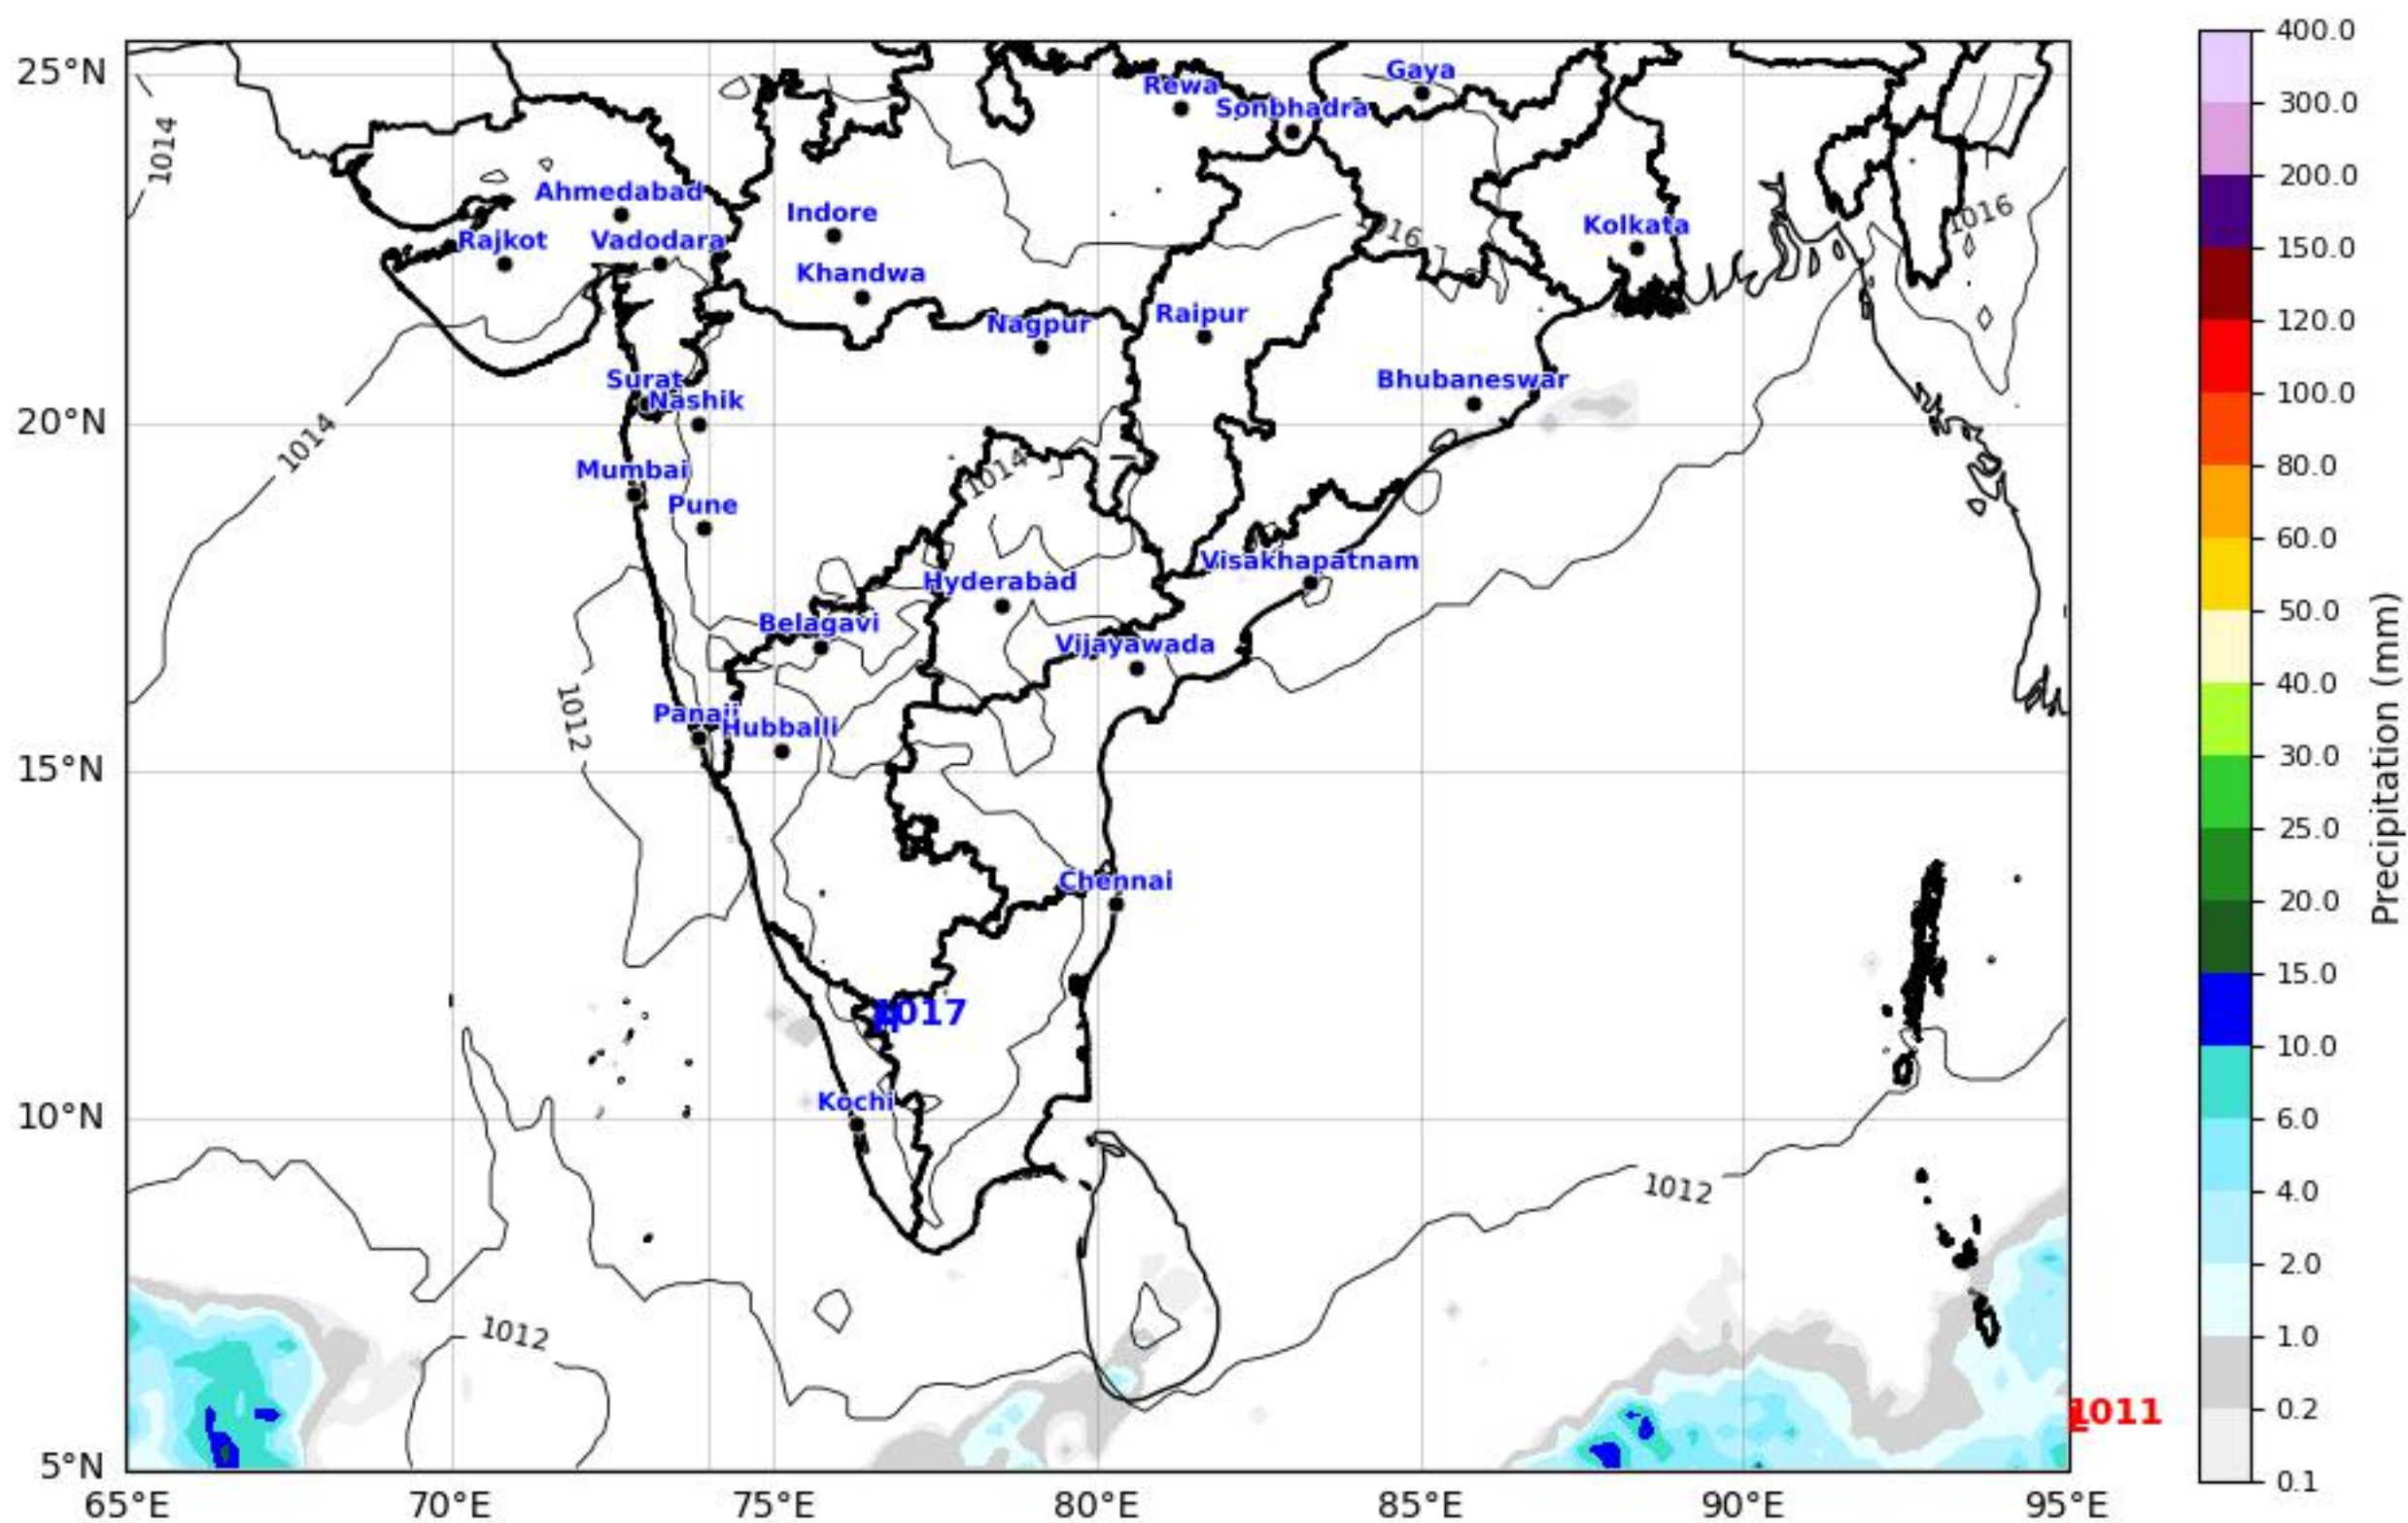 400.0
25°N
Gaya
Rewa
300.0
Sonbhadra
1014
200.0
Ahmedabad
Indore
Kolkata
1016
1016
Rajkot
Vadodara
150.0
Khandwa
Raipur
120.0
Nagpur
Surat
Bhubaneswar
100.0
Nashik
20°N
1014
80.0
Mumbai
1014
Pune
60.0
Visakhapatnam
Hyderabad
50.0
Belagavi
Vijayawada
40.0
1012
Panaji
Hubballi
30.0
15°N
25.0
Precipitation (mm)
Chennai
20.0
15.0
H
1017
10.0
Kochi
10°N
6.0
1012
4.0
2.0
1012
1.0
0.2
L
1011
5°N
0.1
65°E
70°E
75°E
80°E
85°E
90°E
95°E